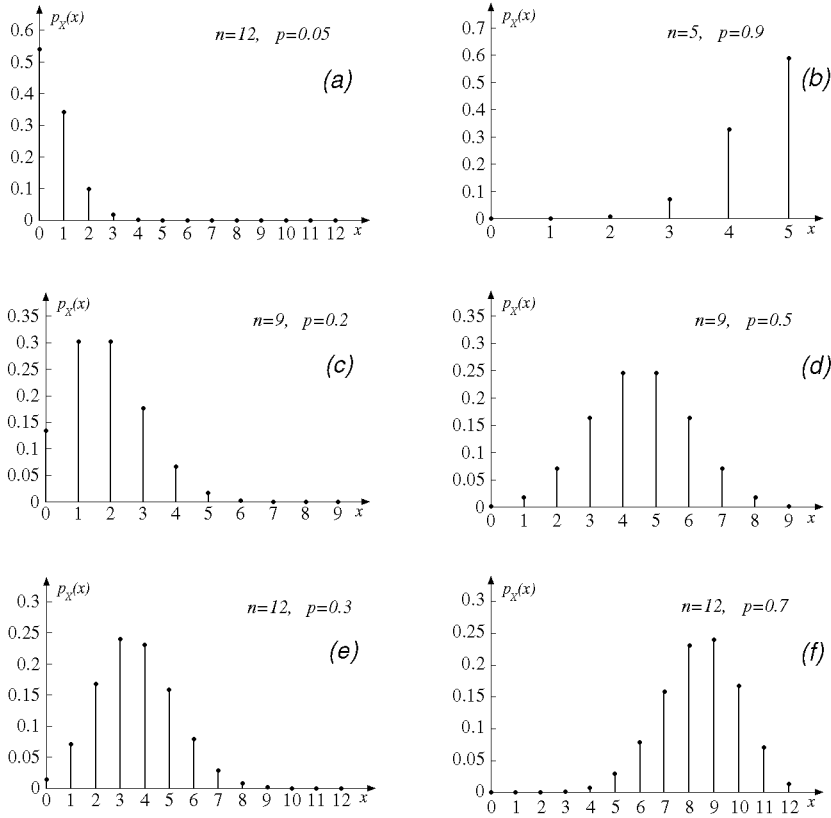 p_X(x)
n=12, p=0.05
(a)
0.6
0.5
0.4
0.3
0.2
0.1
0
0 1 2 3 4 5 6 7 8 9 10 11 12 x
p_X(x)
n=5, p=0.9
(b)
0.7
0.6
0.5
0.4
0.3
0.2
0.1
0
0 1 2 3 4 5 x
p_X(x)
n=9, p=0.2
(c)
0.35
0.3
0.25
0.2
0.15
0.1
0.05
0
0 1 2 3 4 5 6 7 8 9 x
p_X(x)
n=9, p=0.5
(d)
0.35
0.3
0.25
0.2
0.15
0.1
0.05
0
0 1 2 3 4 5 6 7 8 9 x
p_X(x)
n=12, p=0.3
(e)
0.3
0.25
0.2
0.15
0.1
0.05
0
0 1 2 3 4 5 6 7 8 9 10 11 12 x
p_X(x)
n=12, p=0.7
(f)
0.3
0.25
0.2
0.15
0.1
0.05
0
0 1 2 3 4 5 6 7 8 9 10 11 12 x